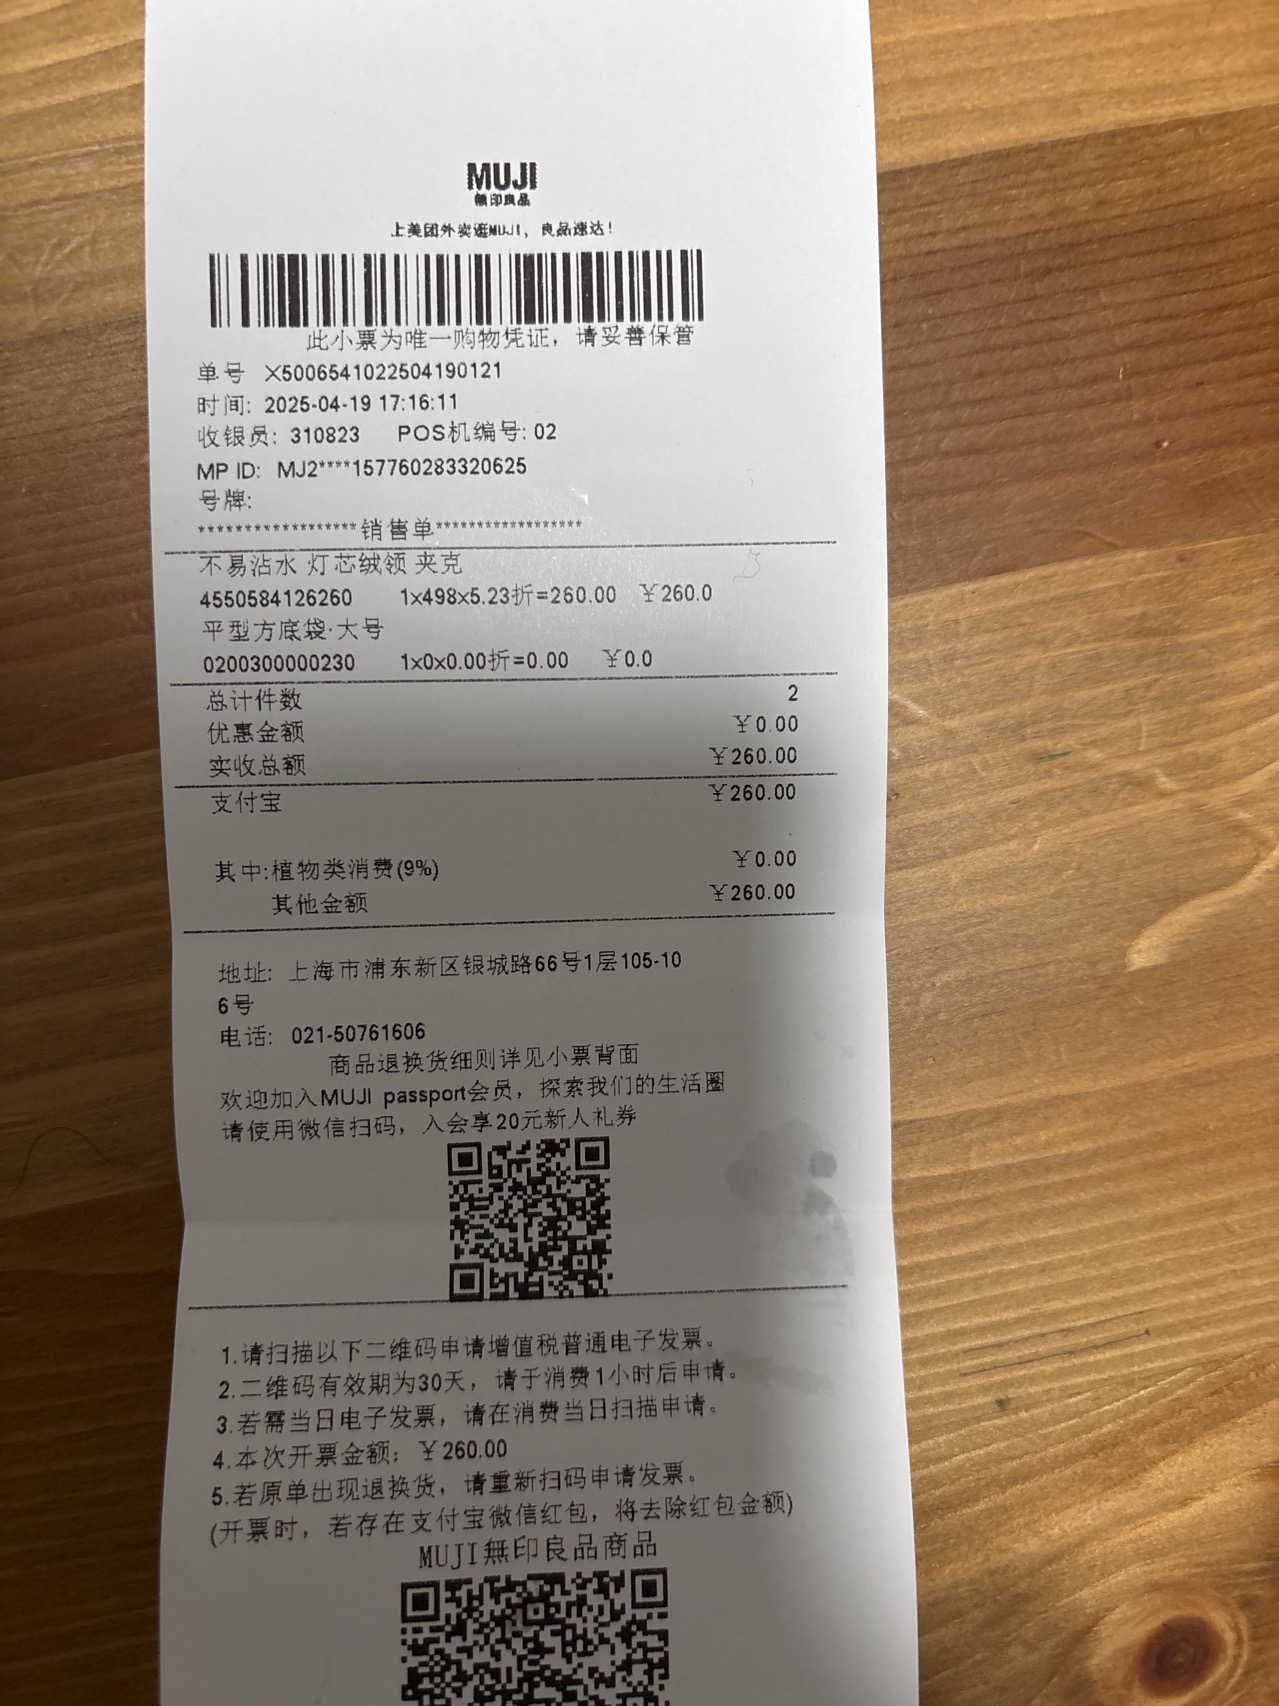 MUJI
無印良品
上美团外卖逛MUJI，良品速达！
此小票为唯一购物凭证，请妥善保管
单号 X5006541022504190121
时间: 2025-04-19 17:16:11
收银员: 310823 POS机编号: 02
MP ID: MJ2****157760283320625
号牌:
******************销售单*****************
不易沾水 灯芯绒领 夹克
4550584126260 1x498x5.23折=260.00 ￥260.0
平型方底袋·大号
0200300000230 1x0x0.00折=0.00 ￥0.0
总计件数 2
优惠金额 ￥0.00
实收总额 ￥260.00
支付宝 ￥260.00
其中:植物类消费(9%) ￥0.00
其他金额 ￥260.00
地址: 上海市浦东新区银城路66号1层105-10
6号
电话: 021-50761606
商品退换货细则详见小票背面
欢迎加入MUJI passport会员，探索我们的生活圈
请使用微信扫码，入会享20元新人礼券
1.请扫描以下二维码申请增值税普通电子发票。
2.二维码有效期为30天，请于消费1小时后申请。
3.若需当日电子发票，请在消费当日扫描申请。
4.本次开票金额: ￥260.00
5.若原单出现退换货，请重新扫码申请发票。
(开票时，若存在支付宝微信红包，将去除红包金额)
MUJI無印良品商品